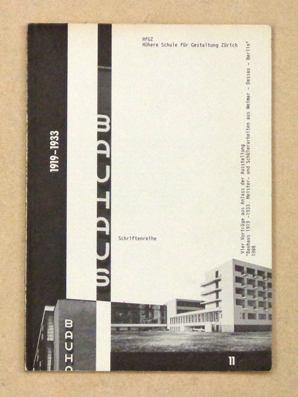 HfGZ
Höhere Schule für Gestaltung Zürich
1919–1933
BAUHAUS
Schriftenreihe
Vier Vorträge aus Anlass der Ausstellung
"Bauhaus 1919–1933. Meister- und Schülerarbeiten aus Weimar – Dessau – Berlin"
1988
BAUHA
11